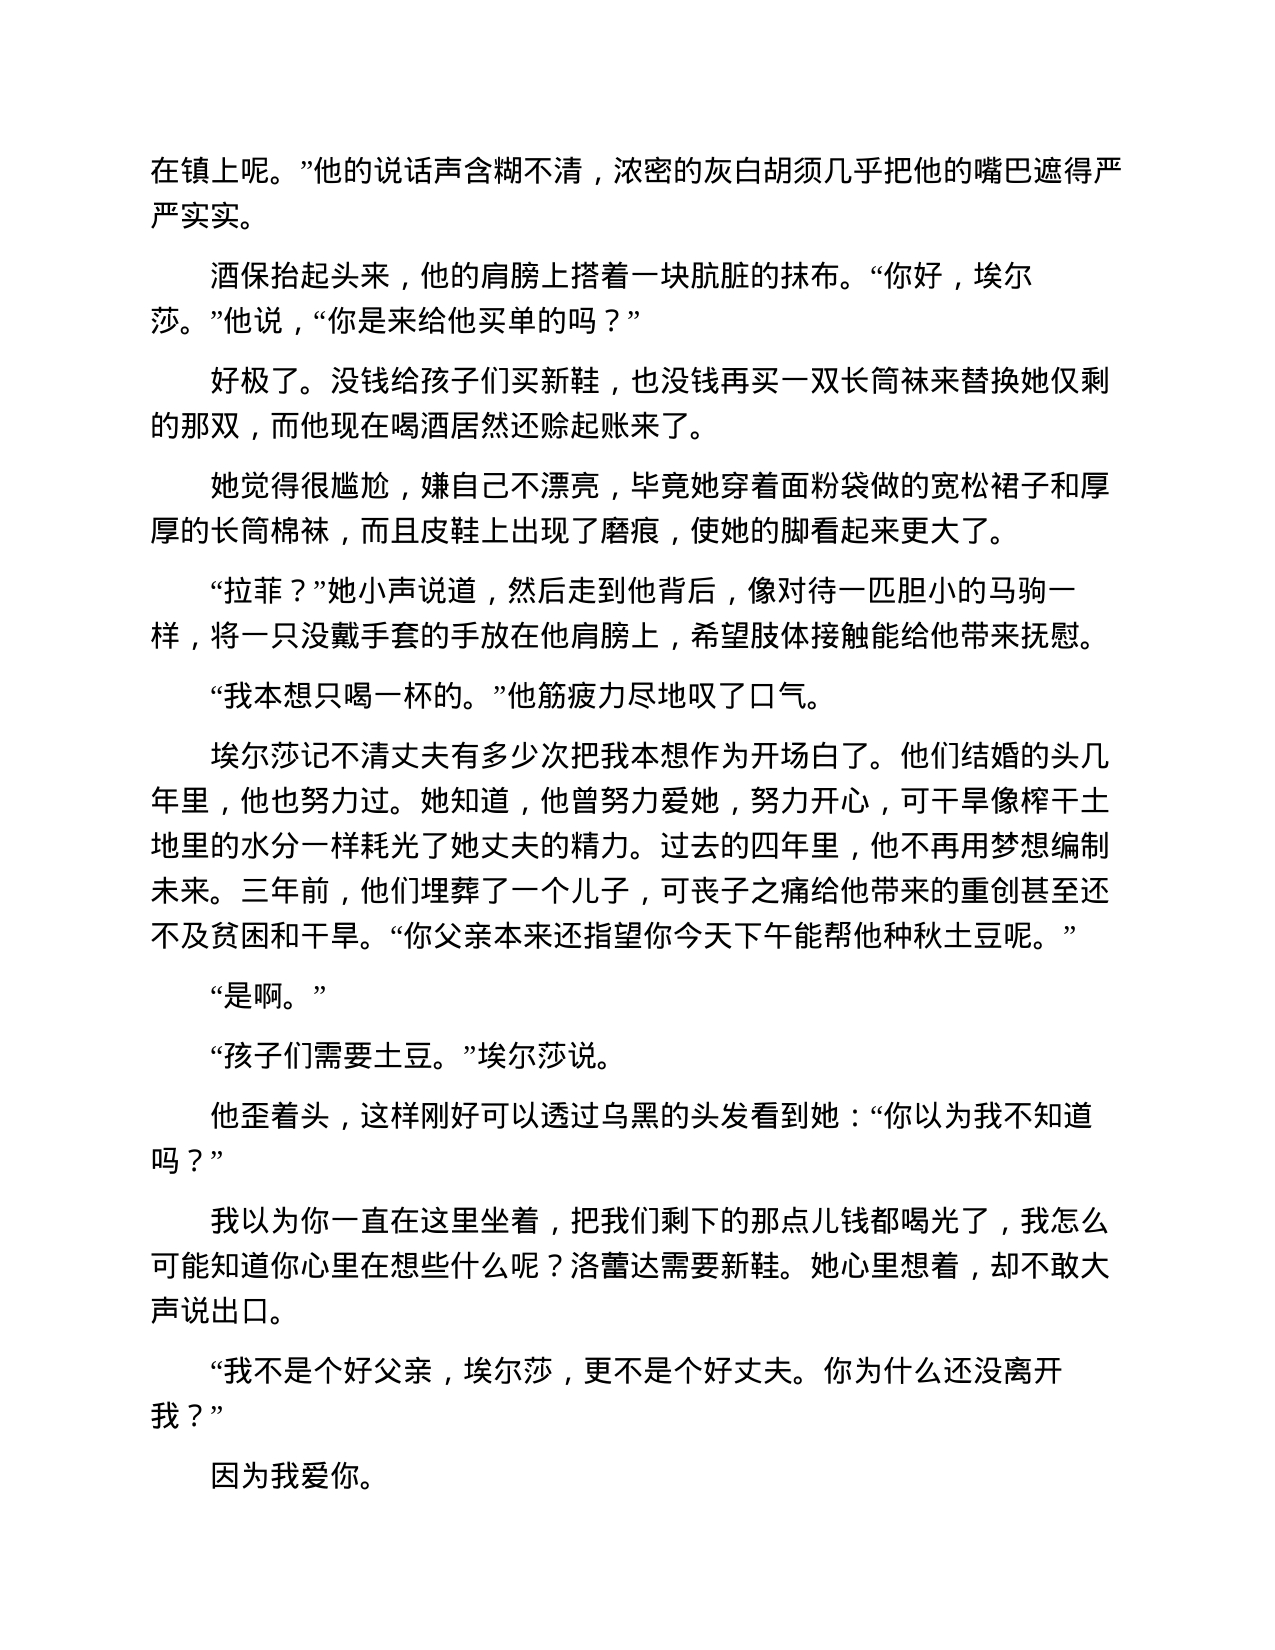 在镇上呢。”他的说话声含糊不清，浓密的灰白胡须几乎把他的嘴巴遮得严
严实实。
酒保抬起头来，他的肩膀上搭着一块肮脏的抹布。“你好，埃尔
莎。”他说，“你是来给他买单的吗？”
好极了。没钱给孩子们买新鞋，也没钱再买一双长筒袜来替换她仅剩
的那双，而他现在喝酒居然还赊起账来了。
她觉得很尴尬，嫌自己不漂亮，毕竟她穿着面粉袋做的宽松裙子和厚
厚的长筒棉袜，而且皮鞋上出现了磨痕，使她的脚看起来更大了。
“拉菲？”她小声说道，然后走到他背后，像对待一匹胆小的马驹一
样，将一只没戴手套的手放在他肩膀上，希望肢体接触能给他带来抚慰。
“我本想只喝一杯的。”他筋疲力尽地叹了口气。
埃尔莎记不清丈夫有多少次把我本想作为开场白了。他们结婚的头几
年里，他也努力过。她知道，他曾努力爱她，努力开心，可干旱像榨干土
地里的水分一样耗光了她丈夫的精力。过去的四年里，他不再用梦想编制
未来。三年前，他们埋葬了一个儿子，可丧子之痛给他带来的重创甚至还
不及贫困和干旱。“你父亲本来还指望你今天下午能帮他种秋土豆呢。”
“是啊。”
“孩子们需要土豆。”埃尔莎说。
他歪着头，这样刚好可以透过乌黑的头发看到她：“你以为我不知道
吗？”
我以为你一直在这里坐着，把我们剩下的那点儿钱都喝光了，我怎么
可能知道你心里在想些什么呢？洛蕾达需要新鞋。她心里想着，却不敢大
声说出口。
“我不是个好父亲，埃尔莎，更不是个好丈夫。你为什么还没离开
我？”
因为我爱你。